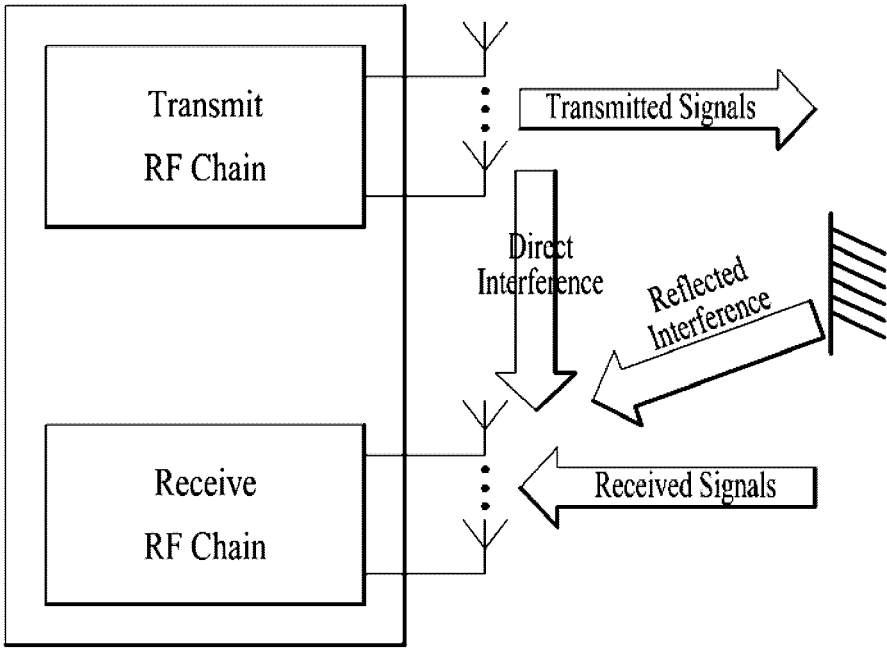 Transmit
RF Chain
Transmitted Signals
Direct
Interference
Reflected
Interference
Receive
RF Chain
Received Signals